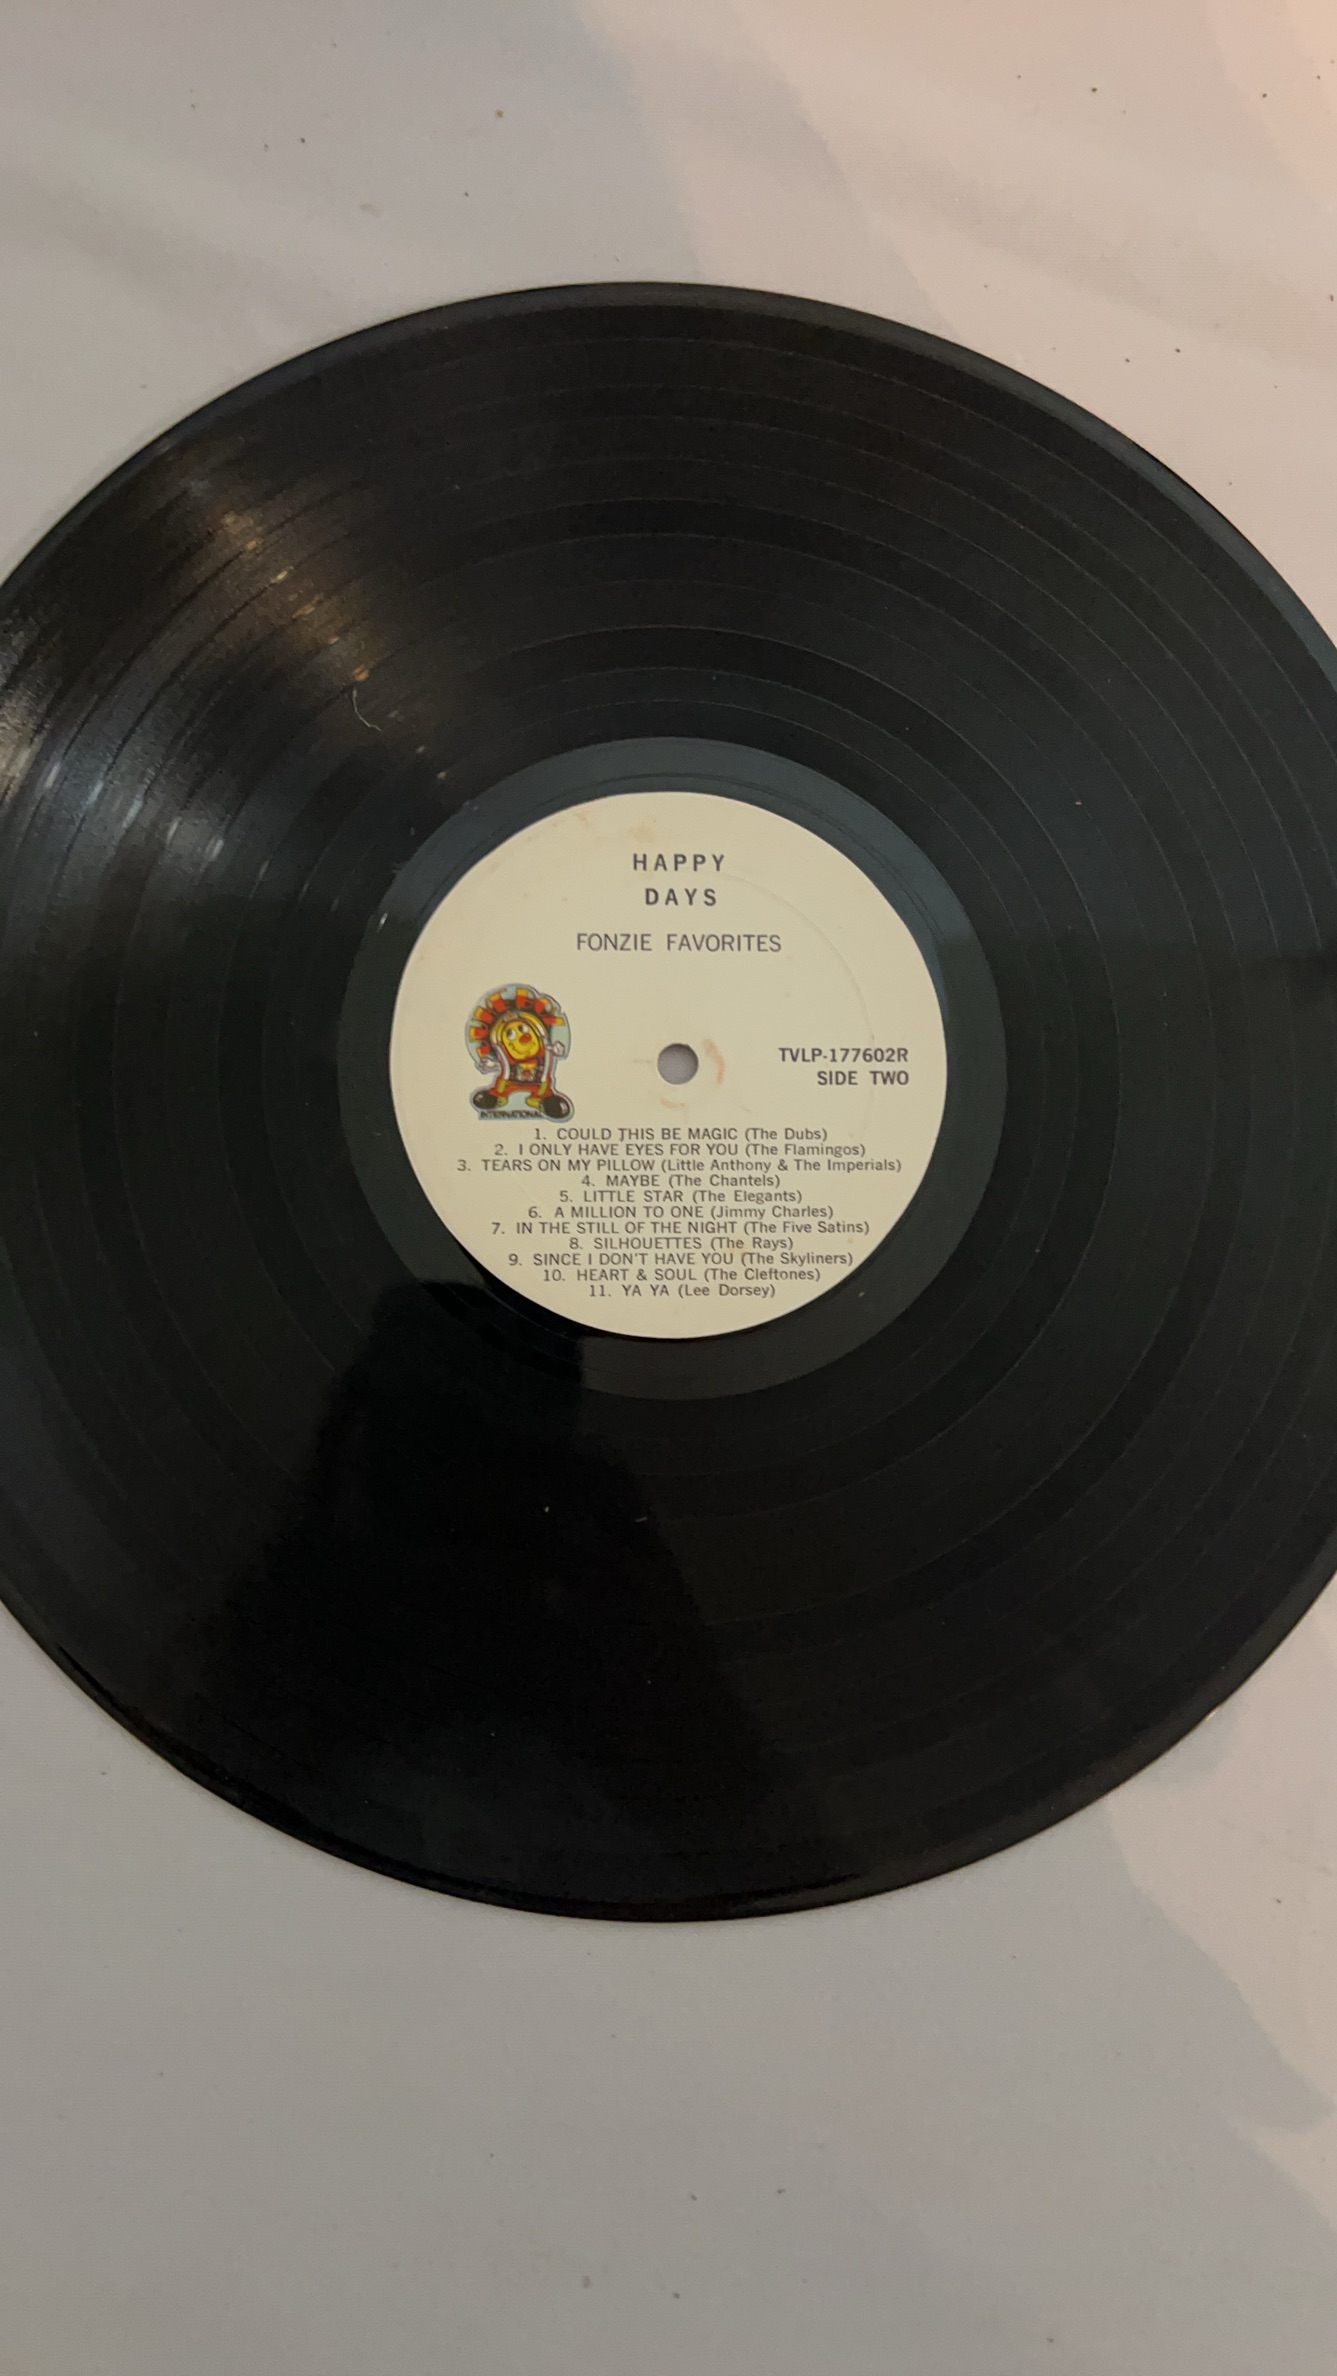 HAPPY
DAYS
FONZIE FAVORITES
INTERNATIONAL
TVLP-177602R
SIDE TWO
1. COULD THIS BE MAGIC (The Dubs)
2. I ONLY HAVE EYES FOR YOU (The Flamingos)
3. TEARS ON MY PILLOW (Little Anthony & The Imperials)
4. MAYBE (The Chantels)
5. LITTLE STAR (The Elegants)
6. A MILLION TO ONE (Jimmy Charles)
7. IN THE STILL OF THE NIGHT (The Five Satins)
8. SILHOUETTES (The Rays)
9. SINCE I DON'T HAVE YOU (The Skyliners)
10. HEART & SOUL (The Cleftones)
11. YA YA (Lee Dorsey)